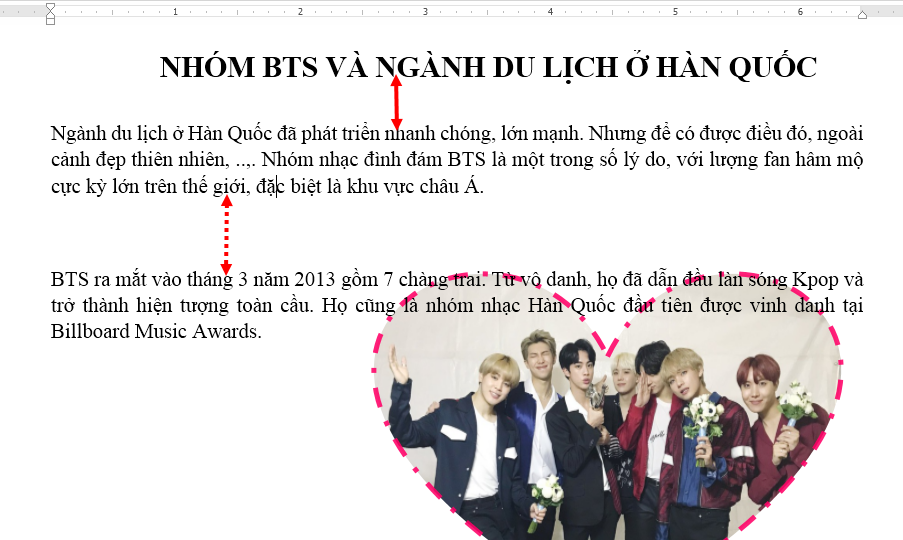 1 2 3 4 5 6
NHÓM BTS VÀ NGÀNH DU LỊCH Ở HÀN QUỐC
Ngành du lịch ở Hàn Quốc đã phát triển nhanh chóng, lớn mạnh. Nhưng để có được điều đó, ngoài
cảnh đẹp thiên nhiên, ..,. Nhóm nhạc đình đám BTS là một trong số lý do, với lượng fan hâm mộ
cực kỳ lớn trên thế giới, đặc biệt là khu vực châu Á.
BTS ra mắt vào tháng 3 năm 2013 gồm 7 chàng trai. Từ vô danh, họ đã dẫn đầu làn sóng Kpop và
trở thành hiện tượng toàn cầu. Họ cũng là nhóm nhạc Hàn Quốc đầu tiên được vinh danh tại
Billboard Music Awards.